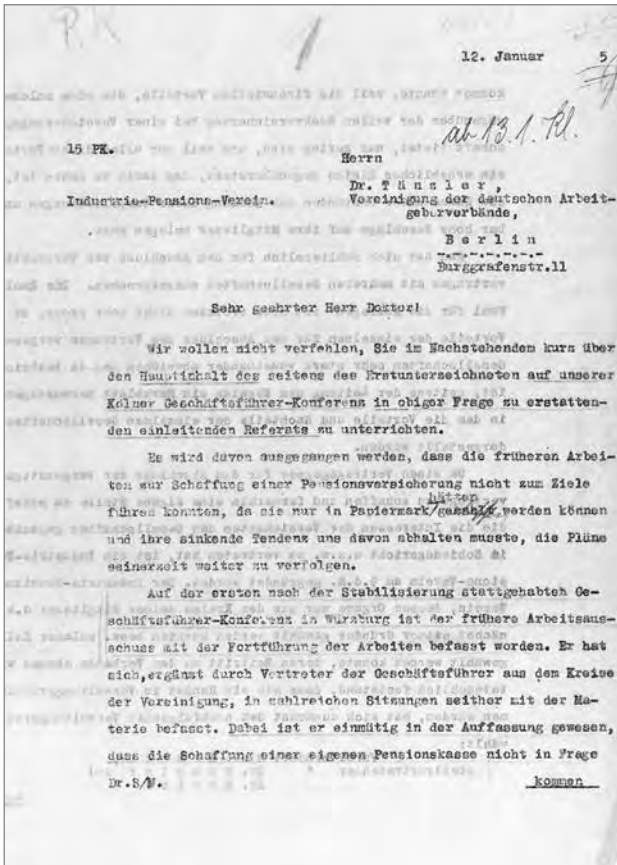 P.K
12. Januar 5
ab 13.1. Kl.
15 PK.
Herrn
Dr. Tänzler,
Industrie-Pensions-Verein.
Vereinigung der deutschen Arbeit-
geberverbände,
Berlin
Burggrafenstr.11
Sehr geehrter Herr Doktor!
Wir wollen nicht verfehlen, Sie im Nachstehenden kurz über
den Hauptinhalt des seitens des Erstunterzeichneten auf unserer
Kölner Geschäftsführer-Konferenz in obiger Frage zu erstatten-
den einleitenden Referats zu unterrichten.
Es wird davon ausgegangen werden, dass die früheren Arbei-
ten zur Schaffung einer Pensionsversicherung nicht zum Ziele
führen konnten, da sie nur in Papiermark/ hätten werden können
und ihre sinkende Tendenz uns davon abhalten musste, die Pläne
seinerzeit weiter zu verfolgen.
Auf der ersten nach der Stabilisierung stattgehabten Ge-
schäftsführer-Konferenz in Würzburg ist der frühere Arbeitsaus-
schuss mit der Fortführung der Arbeiten befasst worden. Er hat
sich, ergänzt durch Vertreter der Geschäftsführer aus dem Kreise
der Vereinigung, in zahlreichen Sitzungen seither mit der Ma-
terie befasst. Dabei ist er einmütig in der Auffassung gewesen,
dass die Schaffung einer eigenen Pensionskasse nicht in Frage
Dr.S/W. kommen